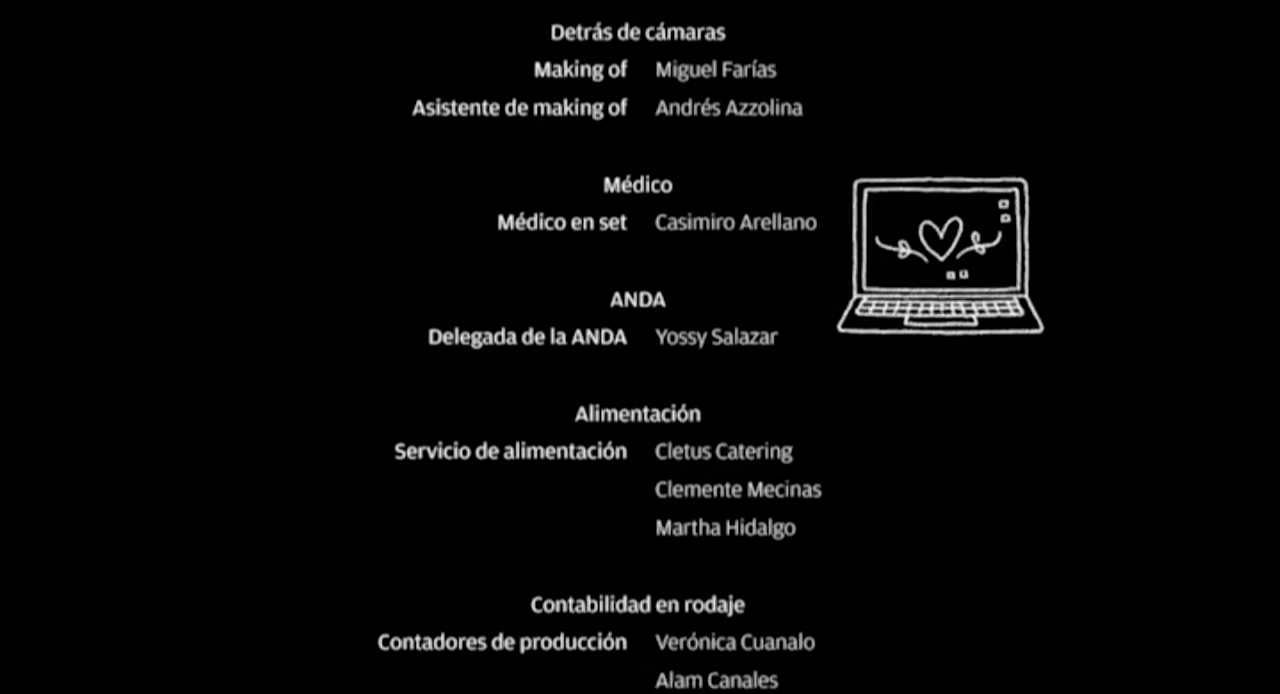 Detrás de cámaras
Making of Miguel Farías
Asistente de making of Andrés Azzolina
Médico
Médico en set Casimiro Arellano
ANDA
Delegada de la ANDA Yossy Salazar
Alimentación
Servicio de alimentación Cletus Catering
Clemente Mecinas
Martha Hidalgo
Contabilidad en rodaje
Contadores de producción Verónica Cuanalo
Alam Canales